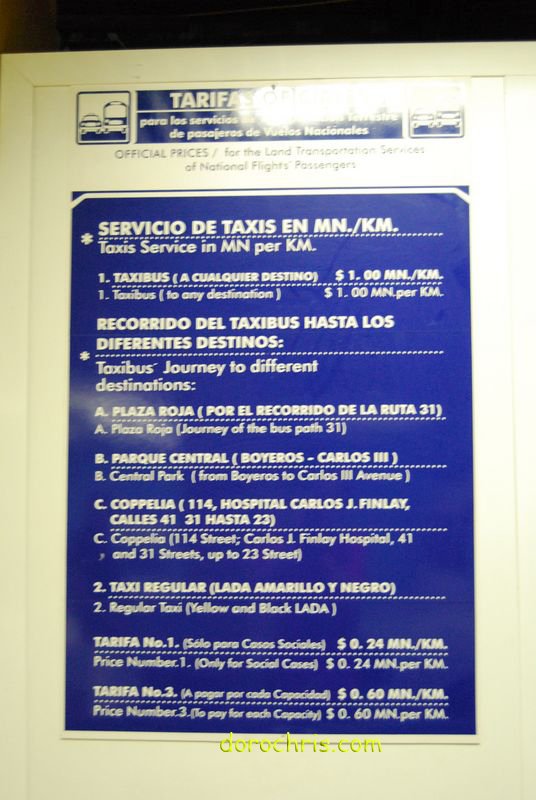 TARIFAS OFICIALES
para los servicios de Transportación Terrestre
de pasajeros de Vuelos Nacionales
OFFICIAL PRICES / for the Land Transportation Services
of National Flights' Passengers
* SERVICIO DE TAXIS EN MN./KM.
Taxis Service in MN per KM.
1. TAXIBUS ( A CUALQUIER DESTINO) $ 1. 00 MN./KM.
1. Taxibus ( to any destination ) $ 1. 00 MN.per KM.
RECORRIDO DEL TAXIBUS HASTA LOS
DIFERENTES DESTINOS:
* Taxibus´ Journey to different
destinations:
A. PLAZA ROJA ( POR EL RECORRIDO DE LA RUTA 31)
A. Plaza Roja (Journey of the bus path 31)
B. PARQUE CENTRAL ( BOYEROS - CARLOS III )
B. Central Park ( from Boyeros to Carlos III Avenue )
C. COPPELIA ( 114, HOSPITAL CARLOS J. FINLAY,
CALLES 41 31 HASTA 23)
C. Coppelia (114 Street; Carlos J. Finlay Hospital, 41
, and 31 Streets, up to 23 Street)
2. TAXI REGULAR (LADA AMARILLO Y NEGRO)
2. Regular Taxi (Yellow and Black LADA )
TARIFA No.1. (Sólo para Casos Sociales) $ 0. 24 MN./KM.
Price Number.1. (Only for Social Cases) $ 0. 24 MN.per KM.
TARIFA No.3. (A pagar por cada Capacidad) $ 0. 60 MN./KM.
Price Number.3.(To pay for each Capacity) $ 0. 60 MN.per KM.
dorochris.com